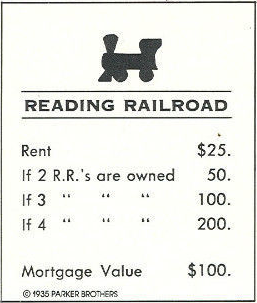 READING RAILROAD
Rent $25.
If 2 R.R.'s are owned 50.
If 3 " " " 100.
If 4 " " " 200.
Mortgage Value $100.
© 1935 PARKER BROTHERS